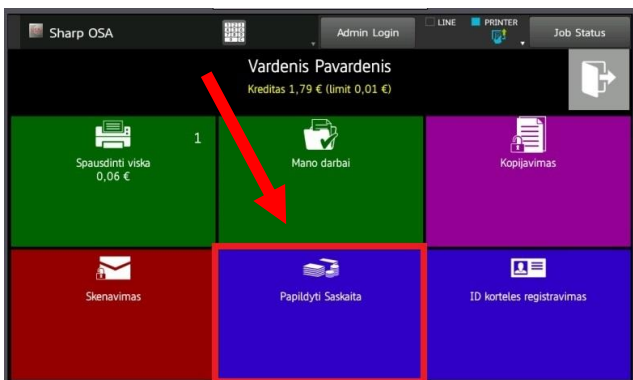 Sharp OSA
Admin Login
LINE
PRINTER
Job Status
Vardenis Pavardenis
Kreditas 1,79 € (limit 0,01 €)
1
Spausdinti viska
0,06 €
Mano darbai
Kopijavimas
Skenavimas
Papildyti Saskaita
ID korteles registravimas